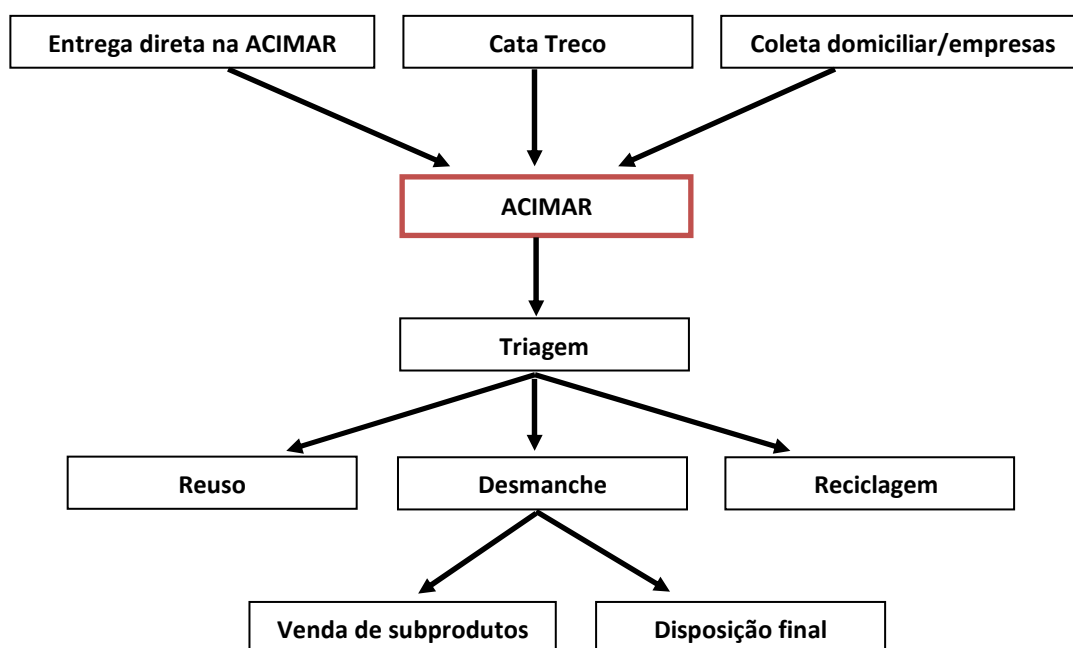 Entrega direta na ACIMAR
Cata Treco
Coleta domiciliar/empresas
ACIMAR
Triagem
Reuso
Desmanche
Reciclagem
Venda de subprodutos
Disposição final